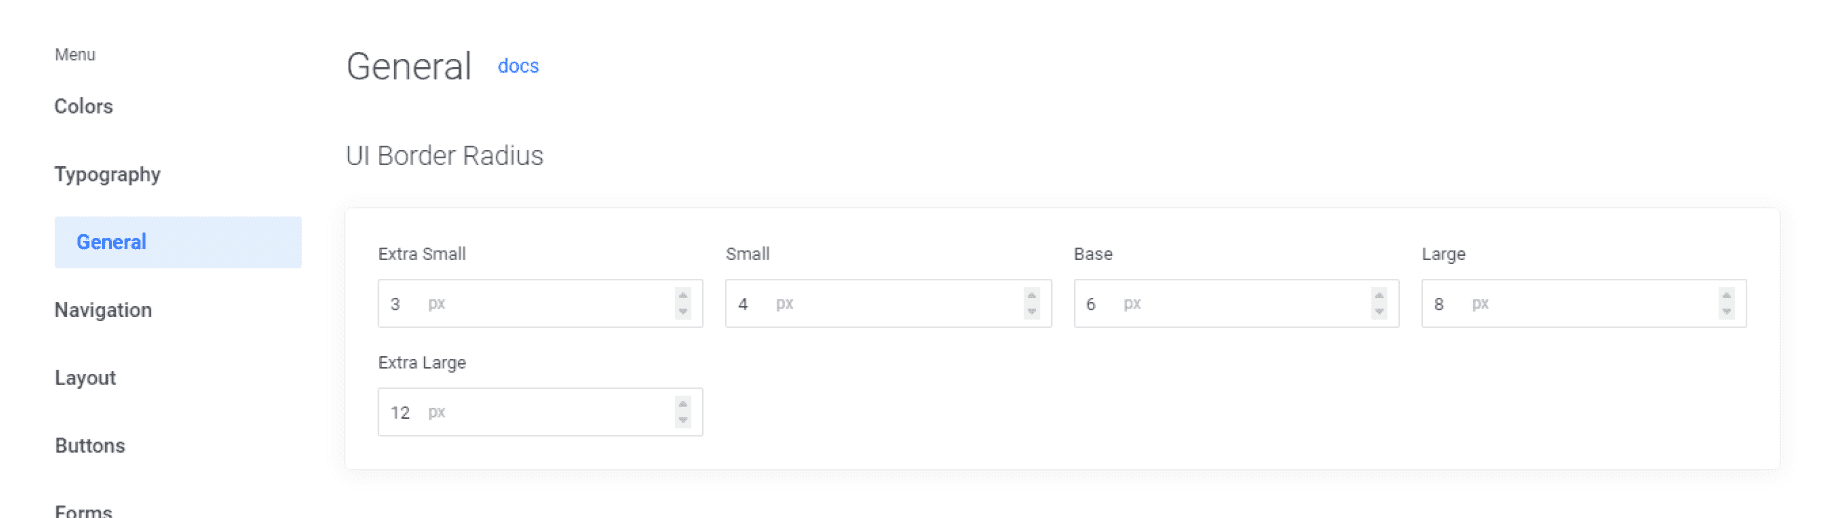 Menu
Colors
Typography
General
Navigation
Layout
Buttons
Forms
General docs
UI Border Radius
Extra Small Small Base Large
3 px 4 px 6 px 8 px
Extra Large
12 px